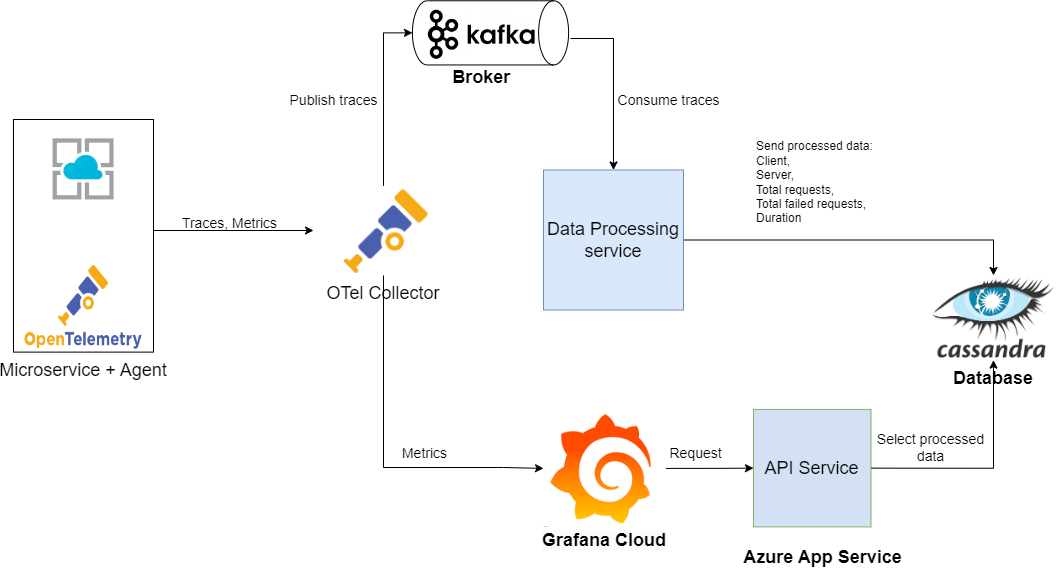 kafka
Broker
Publish traces
Consume traces
Send processed data:
Client,
Server,
Total requests,
Total failed requests,
Duration
Traces, Metrics
Data Processing
service
OTel Collector
OpenTelemetry
Microservice + Agent
cassandra
Database
Metrics
Request
API Service
Select processed
data
Grafana Cloud
Azure App Service